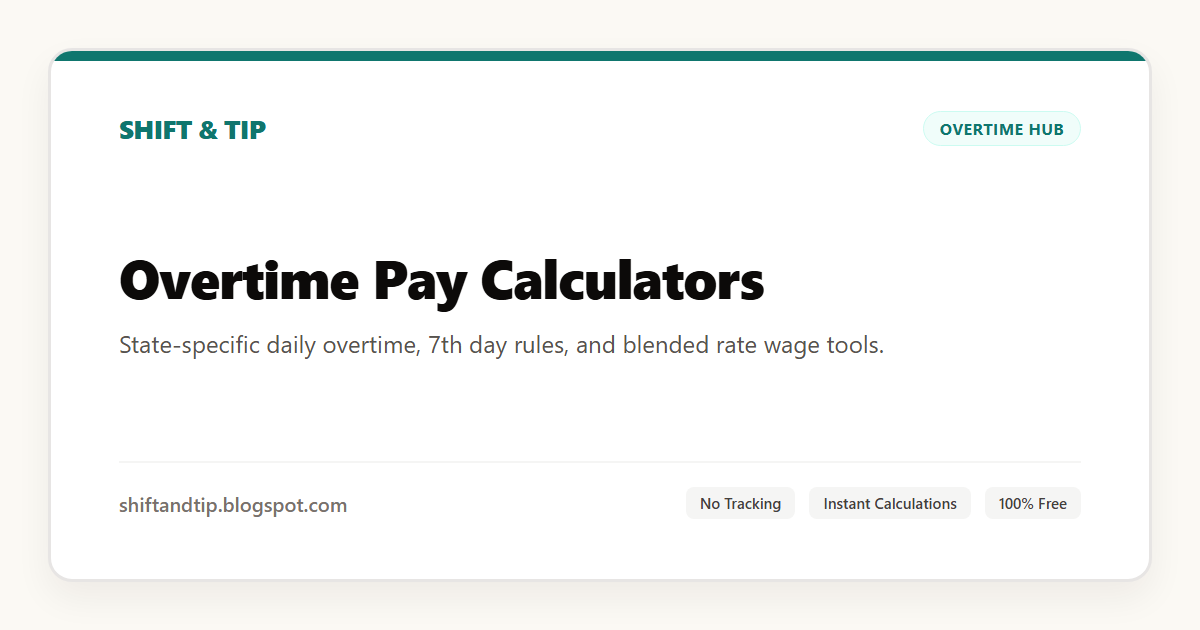 SHIFT & TIP
OVERTIME HUB
Overtime Pay Calculators
State-specific daily overtime, 7th day rules, and blended rate wage tools.
shiftandtip.blogspot.com
No Tracking
Instant Calculations
100% Free